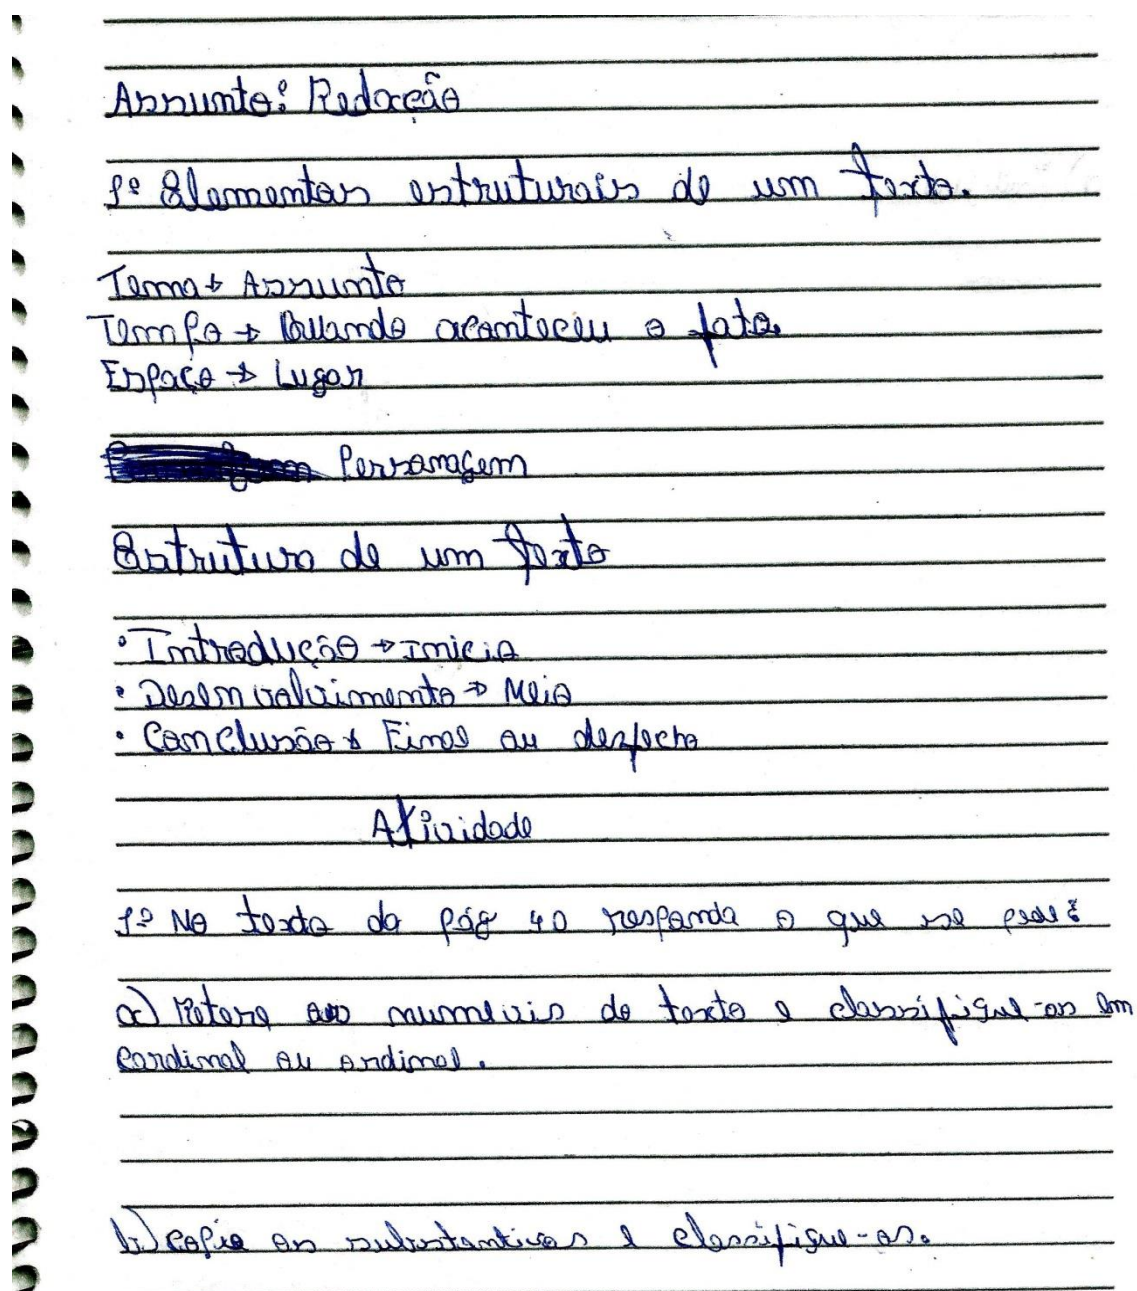 Assunto: Redação
1º Elementos estruturais de um texto.
Tema → Assunto
Tempo → Quando aconteceu o fato.
Espaço → Lugar
Personagem
Estrutura de um texto
• Introdução → Inicio
• Desenvolvimento → Meio
• Conclusão → Final ou desfecho
Atividade
1º No texto da pág 40 responda o que se pede:
a) Retere os numerais do texto e classifique-os em
cardinal ou ordinal.
b) copie os substantivos e classifique-os.